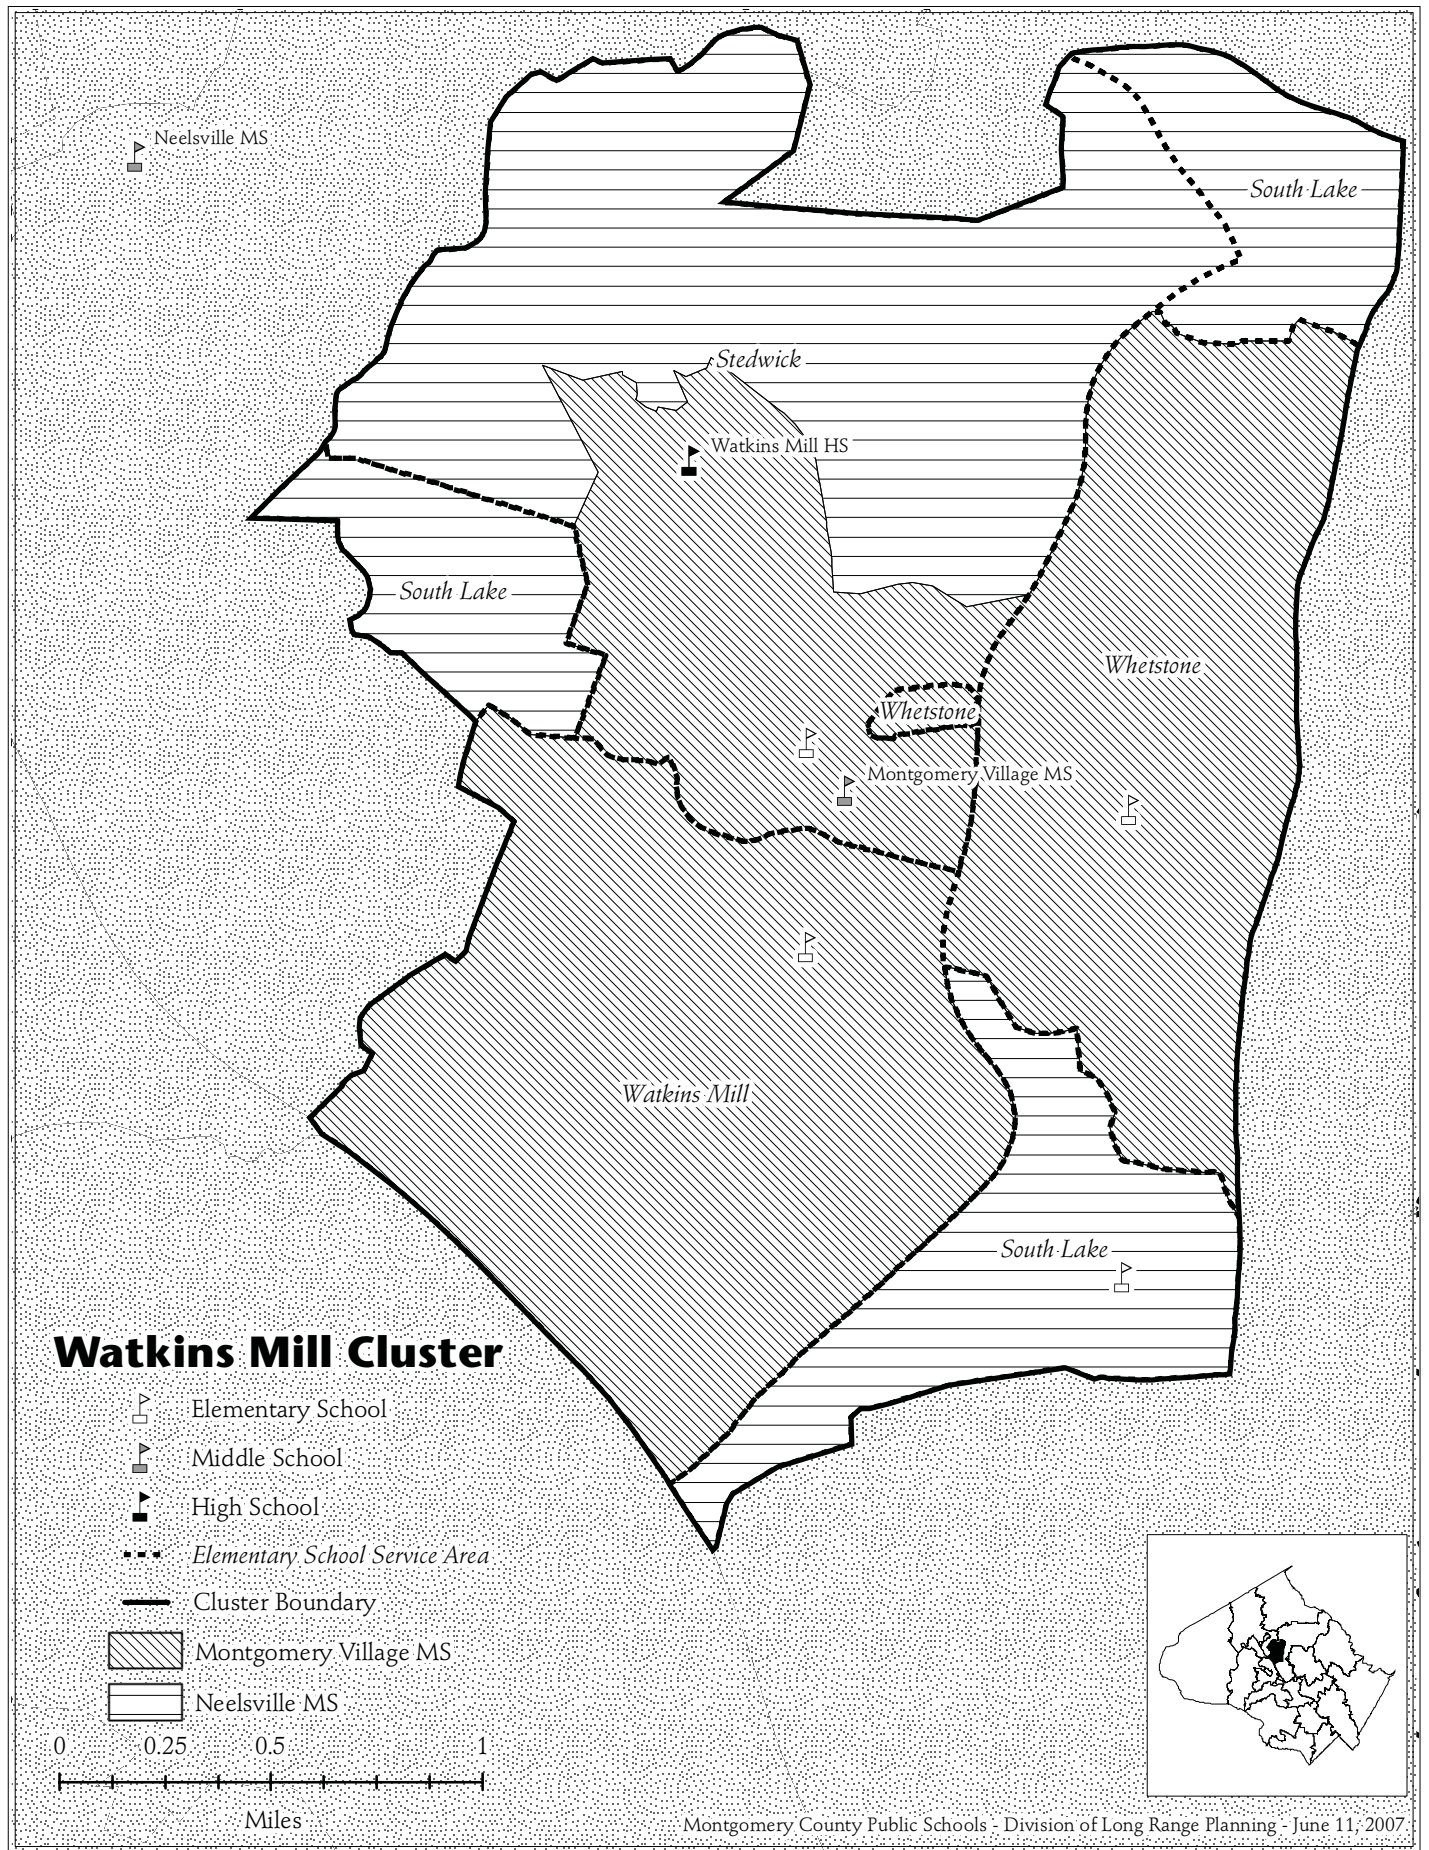 Neelsville MS
South Lake
Stedwick
Watkins Mill HS
South Lake
Whetstone
Whetstone
Montgomery Village MS
Watkins Mill
South Lake
Watkins Mill Cluster
Elementary School
Middle School
High School
Elementary School Service Area
Cluster Boundary
Montgomery Village MS
Neelsville MS
0 0.25 0.5 1
Miles
Montgomery County Public Schools - Division of Long Range Planning - June 11, 2007